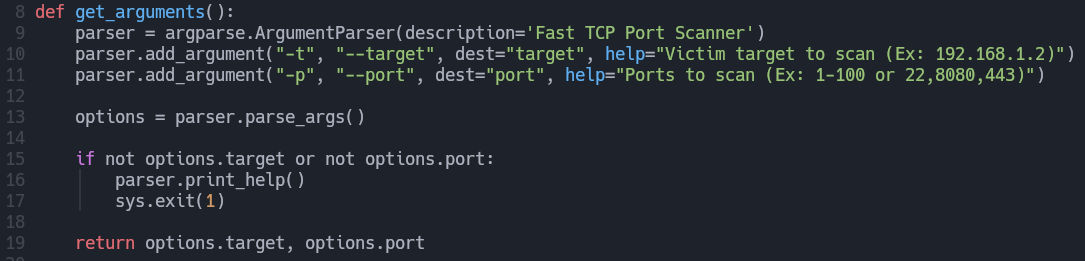 8 def get_arguments():
9     parser = argparse.ArgumentParser(description='Fast TCP Port Scanner')
10     parser.add_argument("-t", "--target", dest="target", help="Victim target to scan (Ex: 192.168.1.2)")
11     parser.add_argument("-p", "--port", dest="port", help="Ports to scan (Ex: 1-100 or 22,8080,443)")
12
13     options = parser.parse_args()
14
15     if not options.target or not options.port:
16         parser.print_help()
17         sys.exit(1)
18
19     return options.target, options.port